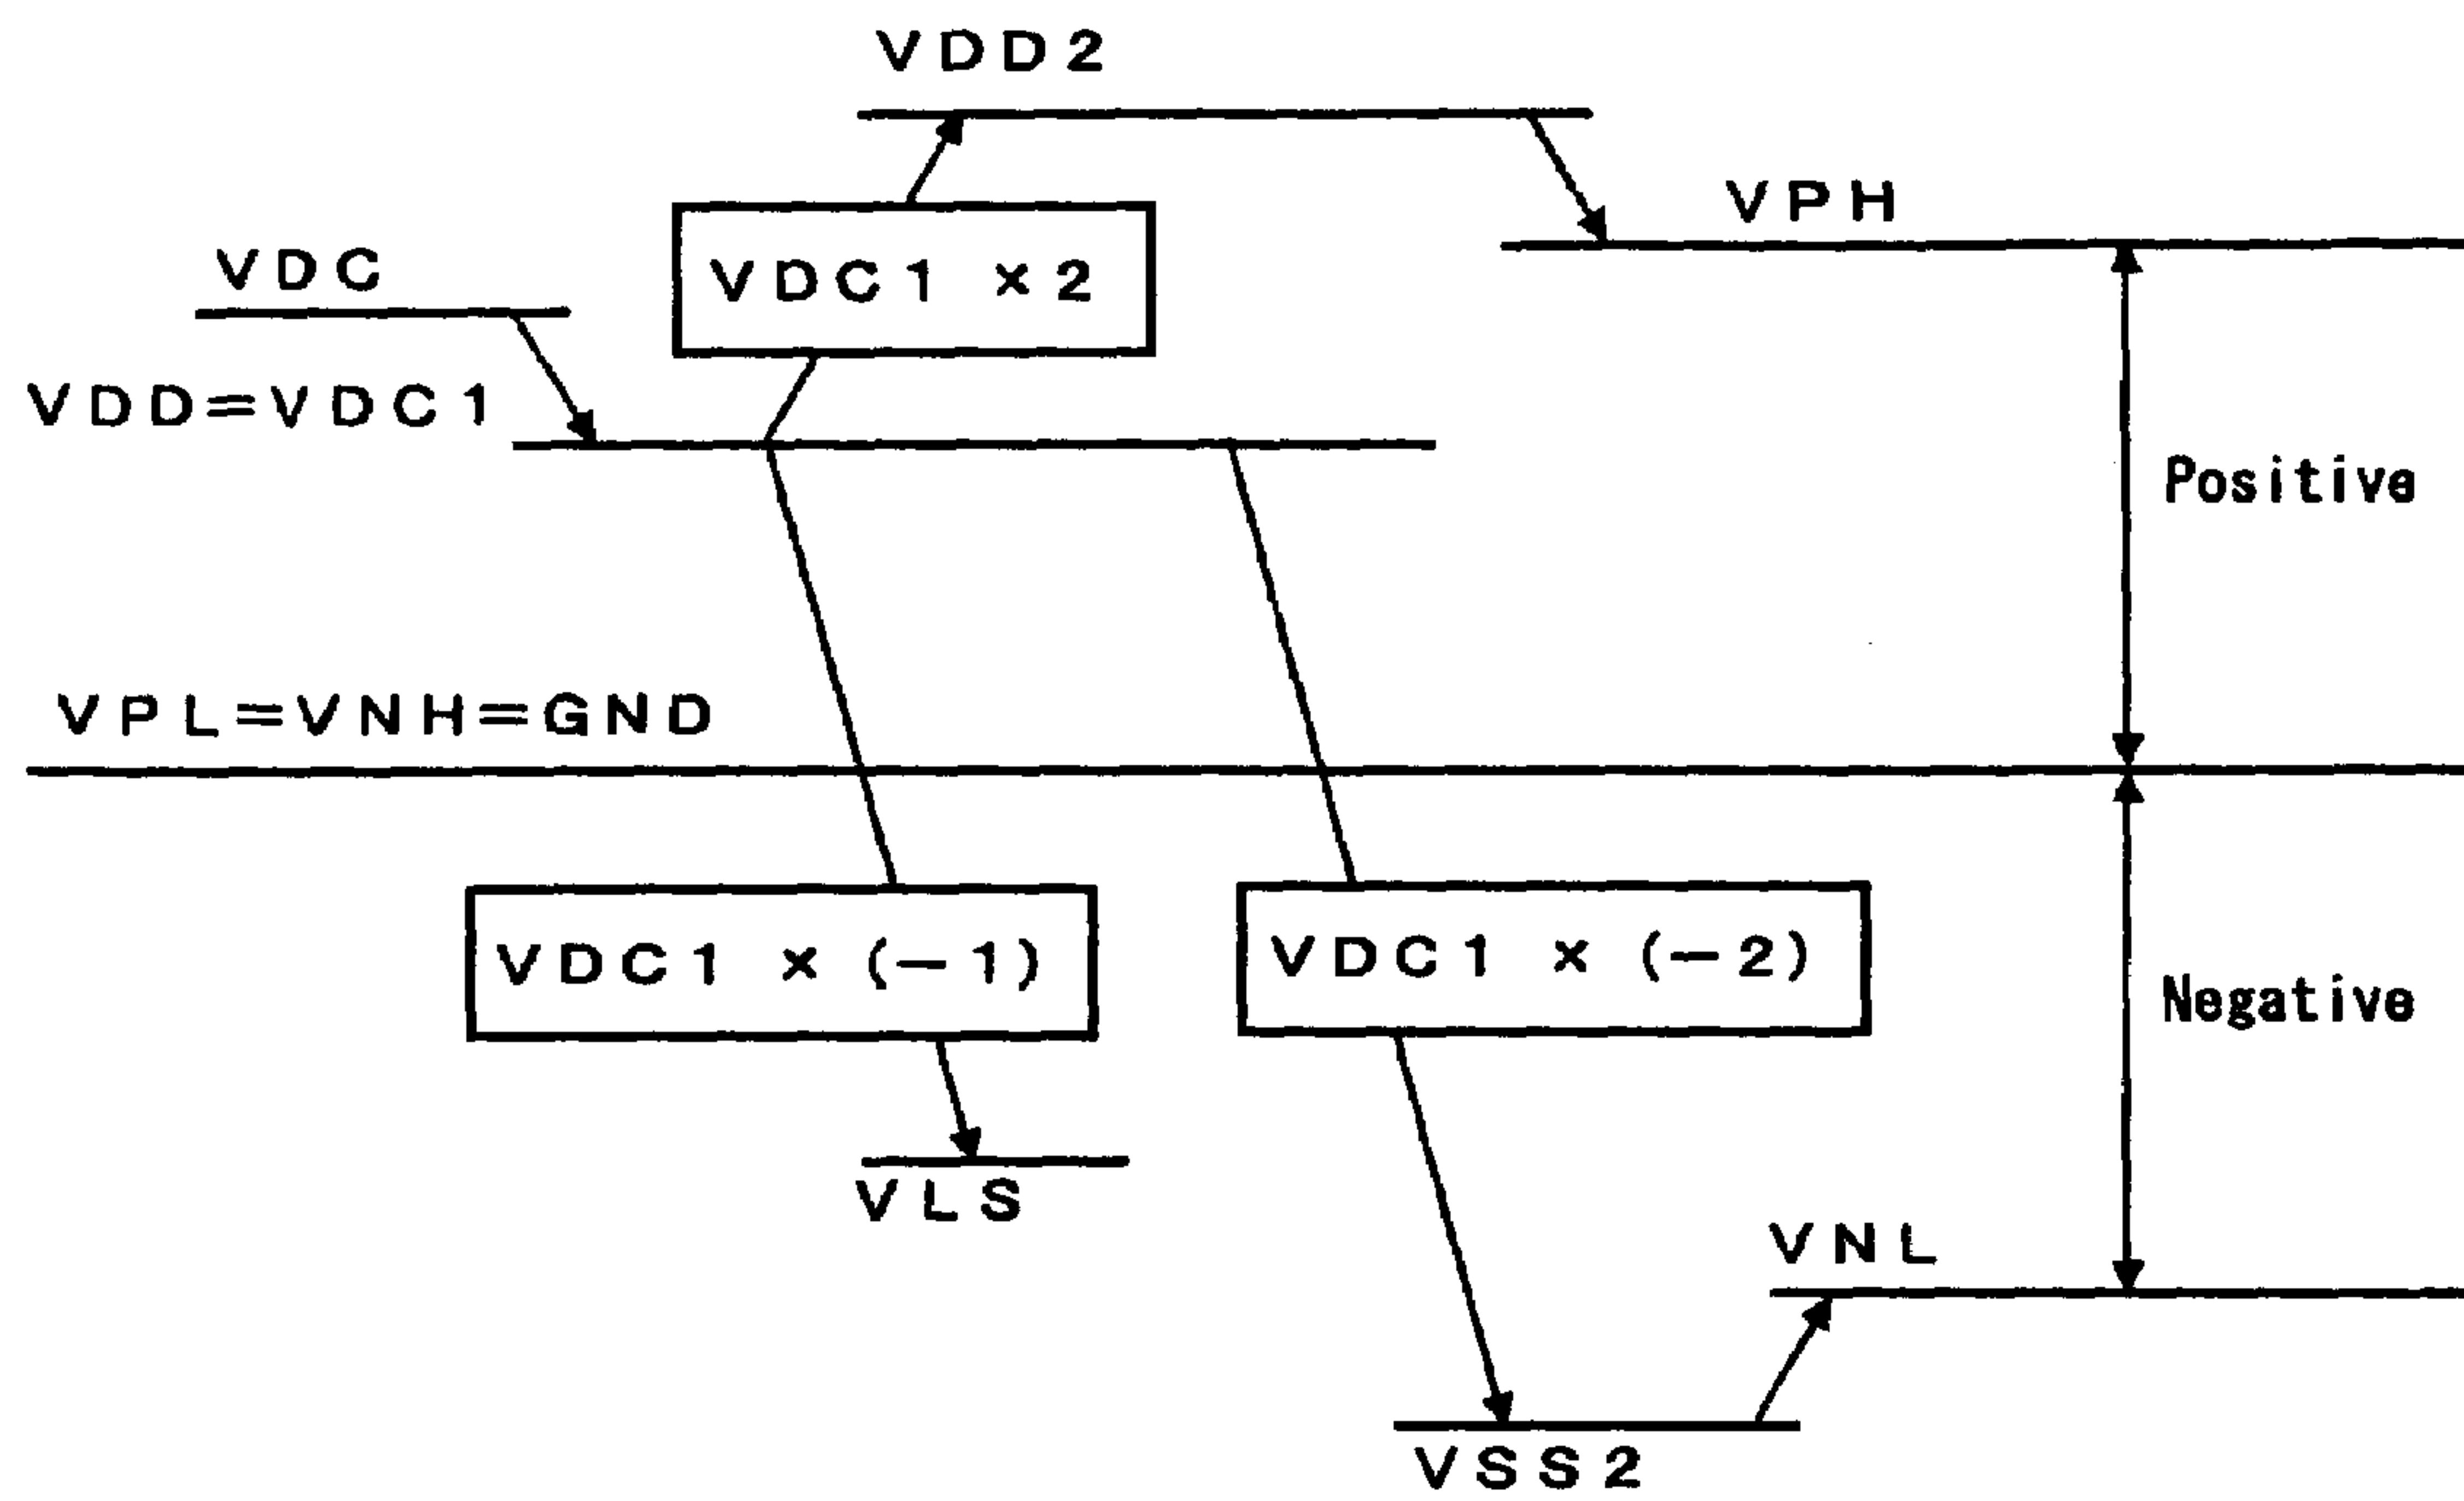 VDD2
VPH
VDC
VDC1 ×2
VDD=VDC1
Positive
VPL=VNH=GND
VDC1 × (−1)
VDC1 × (−2)
Negative
VLS
VNL
VSS2